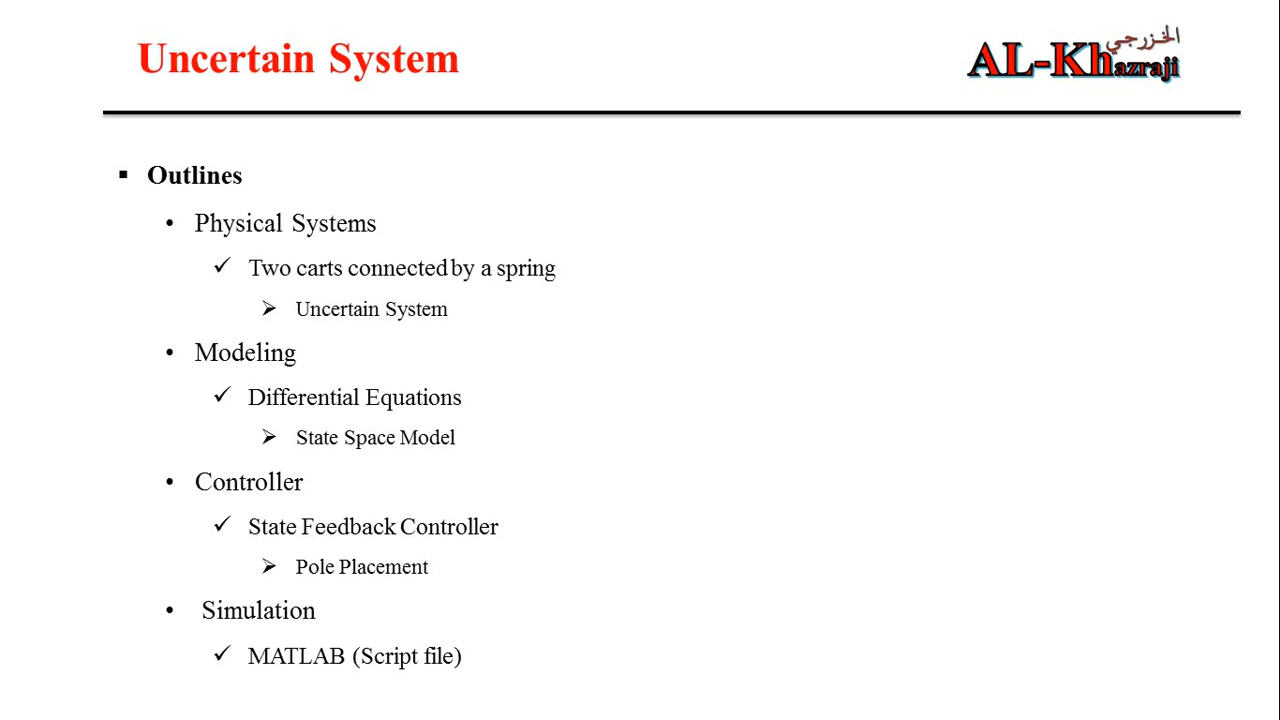 Uncertain System
الخزرجي
AL-Khazraji
▪ Outlines
• Physical Systems
✓ Two carts connected by a spring
➢ Uncertain System
• Modeling
✓ Differential Equations
➢ State Space Model
• Controller
✓ State Feedback Controller
➢ Pole Placement
• Simulation
✓ MATLAB (Script file)